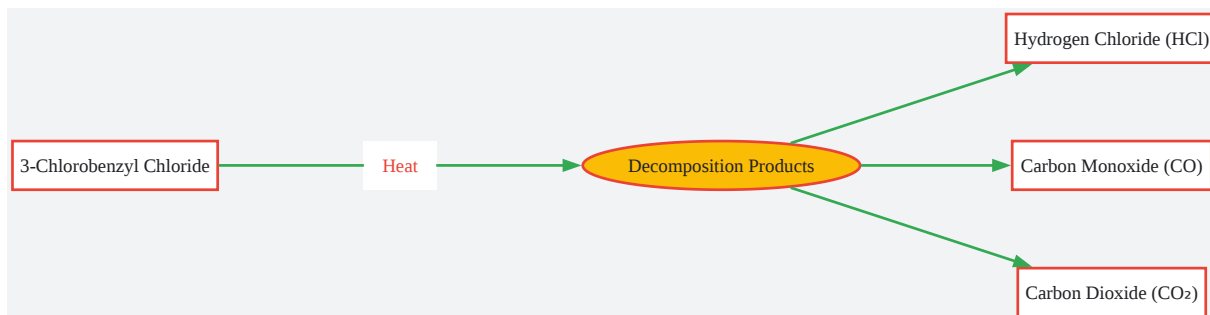 Hydrogen Chloride (HCl)
3-Chlorobenzyl Chloride
Heat
Decomposition Products
Carbon Monoxide (CO)
Carbon Dioxide (CO₂)